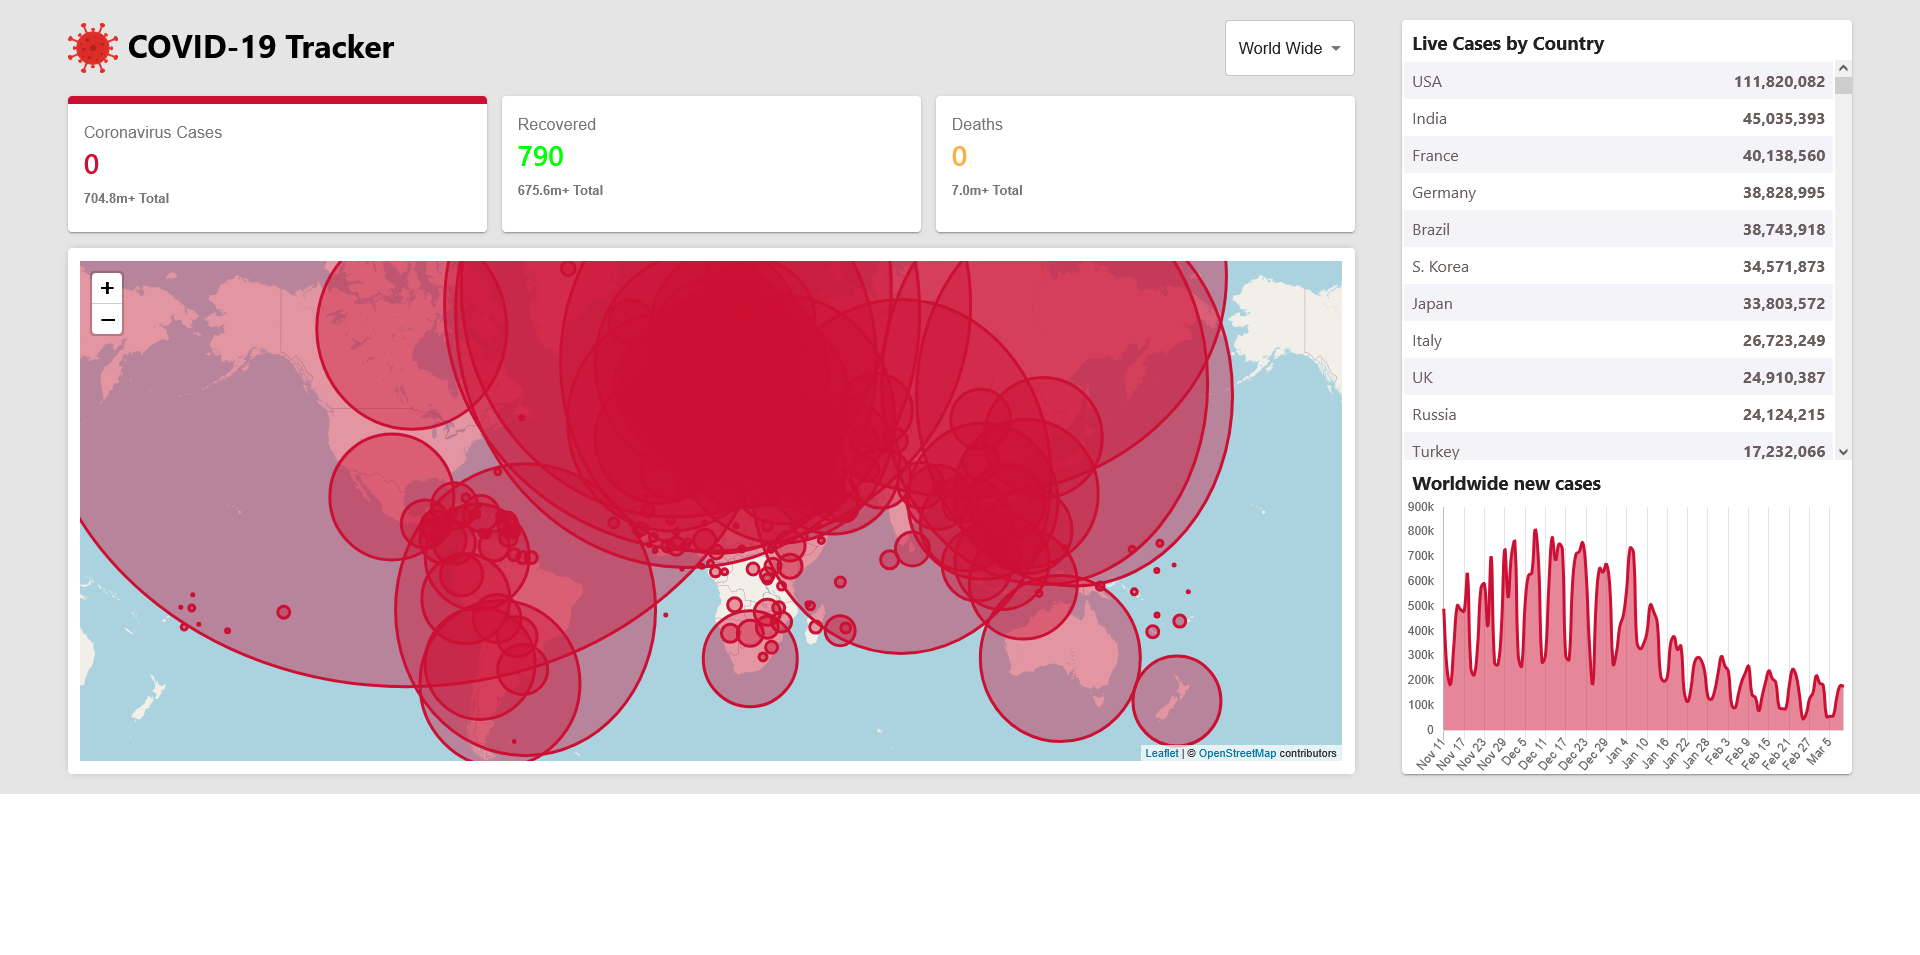 COVID-19 Tracker
World Wide
Coronavirus Cases
0
704.8m+ Total
Recovered
790
675.6m+ Total
Deaths
0
7.0m+ Total
+
−
Leaflet | © OpenStreetMap contributors
Live Cases by Country
USA 111,820,082
India 45,035,393
France 40,138,560
Germany 38,828,995
Brazil 38,743,918
S. Korea 34,571,873
Japan 33,803,572
Italy 26,723,249
UK 24,910,387
Russia 24,124,215
Turkey 17,232,066
Worldwide new cases
900k
800k
700k
600k
500k
400k
300k
200k
100k
0
Nov 11 Nov 17 Nov 23 Nov 29 Dec 5 Dec 11 Dec 17 Dec 23 Dec 29 Jan 4 Jan 10 Jan 16 Jan 22 Jan 28 Feb 3 Feb 9 Feb 15 Feb 21 Feb 27 Mar 5